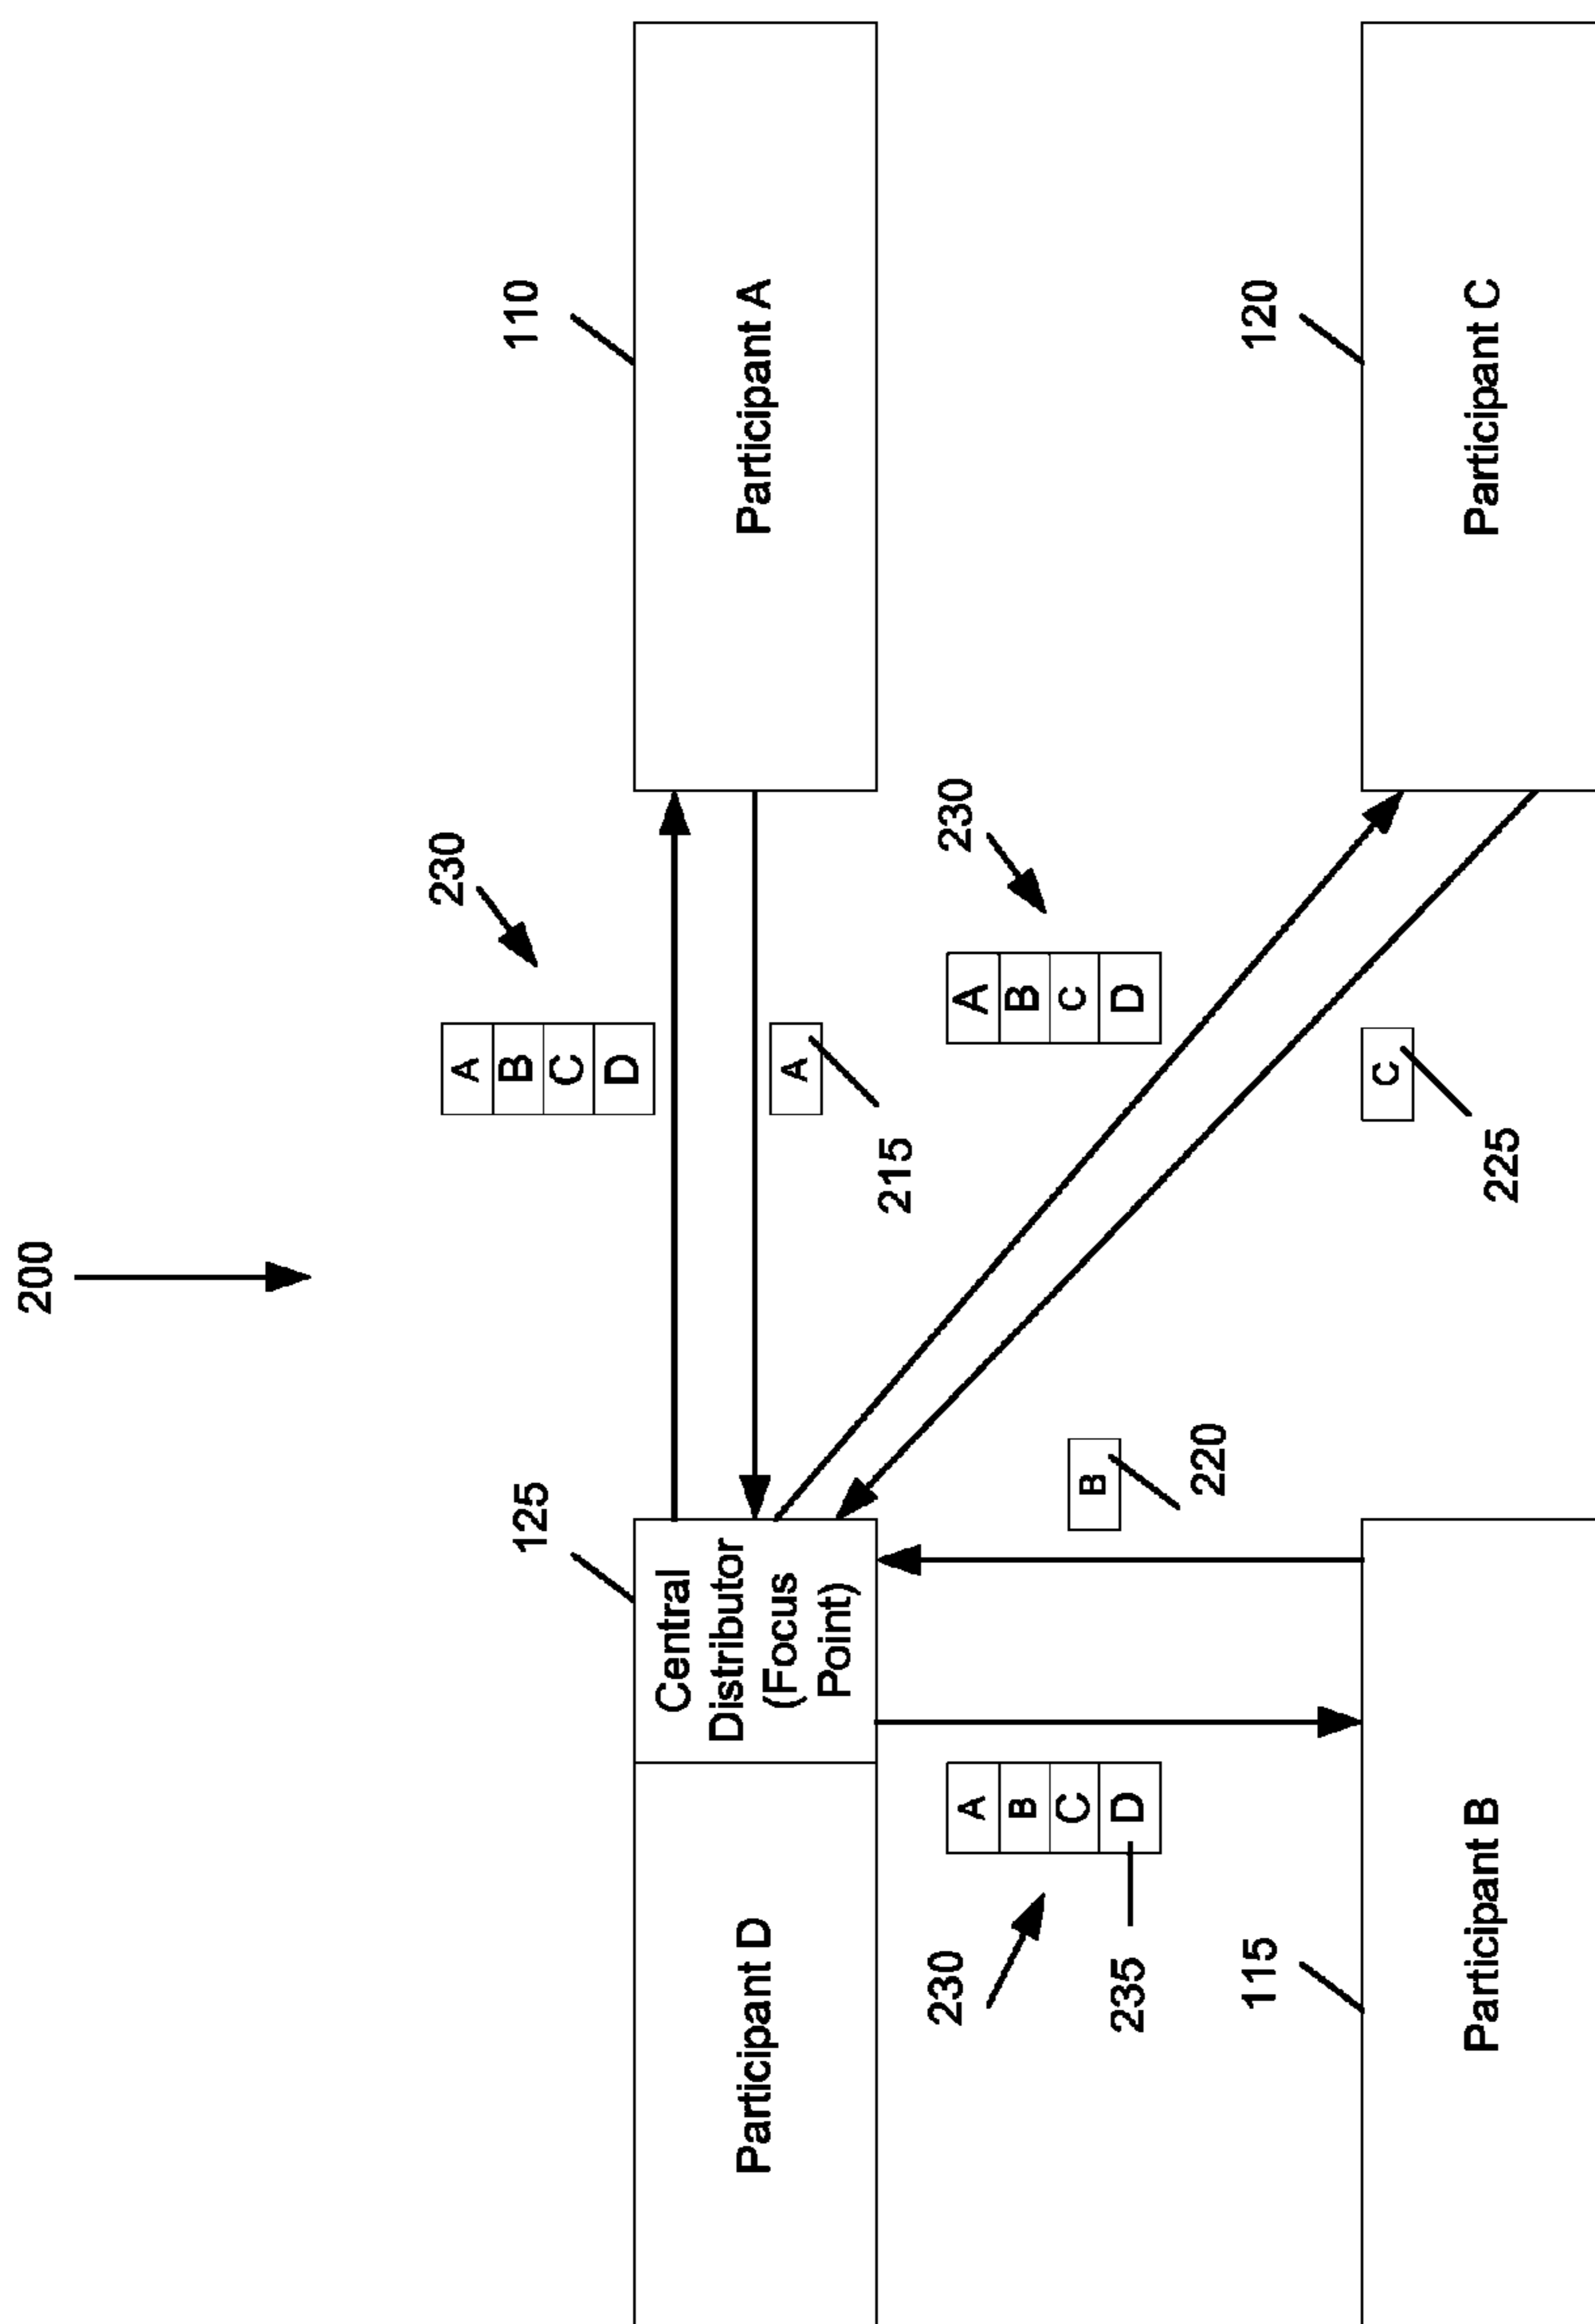 200
Participant D
Central
Distributor
(Focus
Point)
125
230
A
B
C
D
A
215
Participant A
110
230
235
A
B
C
D
B
220
A
B
C
D
230
C
225
Participant B
115
Participant C
120